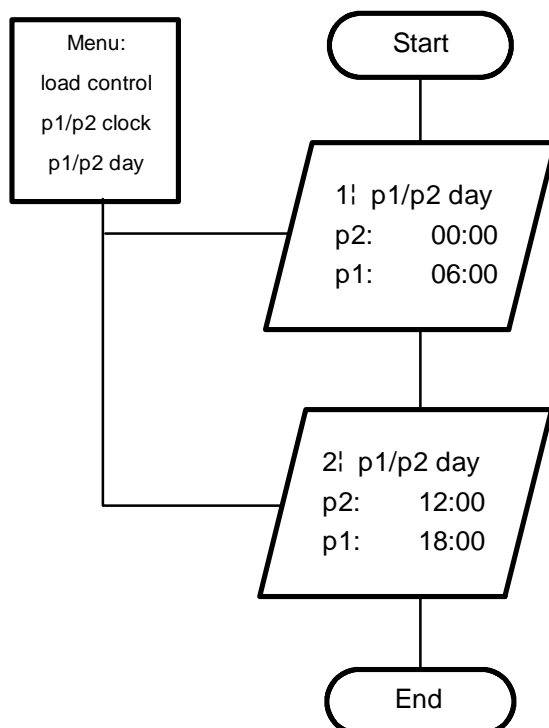 Menu:
load control
p1/p2 clock
p1/p2 day
Start
1¦ p1/p2 day
p2: 00:00
p1: 06:00
2¦ p1/p2 day
p2: 12:00
p1: 18:00
End